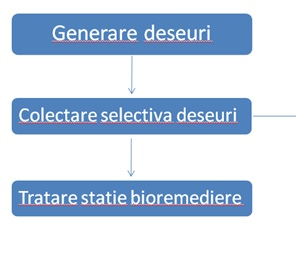 Generare deseuri
Colectare selectiva deseuri
Tratare statie bioremediere